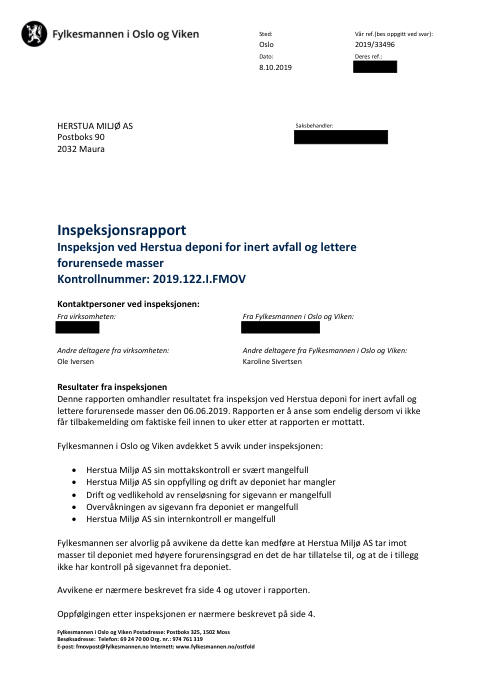 Fylkesmannen i Oslo og Viken
Sted:
Oslo
Dato:
8.10.2019
Vår ref.(bes oppgitt ved svar):
2019/33496
Deres ref.:
HERSTUA MILJØ AS
Postboks 90
2032 Maura
Saksbehandler:
Inspeksjonsrapport
Inspeksjon ved Herstua deponi for inert avfall og lettere
forurensede masser
Kontrollnummer: 2019.122.I.FMOV
Kontaktpersoner ved inspeksjonen:
Fra virksomheten:
Fra Fylkesmannen i Oslo og Viken:
Andre deltagere fra virksomheten:
Ole Iversen
Andre deltagere fra Fylkesmannen i Oslo og Viken:
Karoline Sivertsen
Resultater fra inspeksjonen
Denne rapporten omhandler resultatet fra inspeksjon ved Herstua deponi for inert avfall og
lettere forurensede masser den 06.06.2019. Rapporten er å anse som endelig dersom vi ikke
får tilbakemelding om faktiske feil innen to uker etter at rapporten er mottatt.
Fylkesmannen i Oslo og Viken avdekket 5 avvik under inspeksjonen:
• Herstua Miljø AS sin mottakskontroll er svært mangelfull
• Herstua Miljø AS sin oppfylling og drift av deponiet har mangler
• Drift og vedlikehold av renseløsning for sigevann er mangelfull
• Overvåkningen av sigevann fra deponiet er mangelfull
• Herstua Miljø AS sin internkontroll er mangelfull
Fylkesmannen ser alvorlig på avvikene da dette kan medføre at Herstua Miljø AS tar imot
masser til deponiet med høyere forurensingsgrad en det de har tillatelse til, og at de i tillegg
ikke har kontroll på sigevannet fra deponiet.
Avvikene er nærmere beskrevet fra side 4 og utover i rapporten.
Oppfølgingen etter inspeksjonen er nærmere beskrevet på side 4.
Fylkesmannen i Oslo og Viken Postadresse: Postboks 325, 1502 Moss
Besøksadresse: Telefon: 69 24 70 00 Org. nr.: 974 761 319
E-post: fmovpost@fylkesmannen.no Internett: www.fylkesmannen.no/ostfold